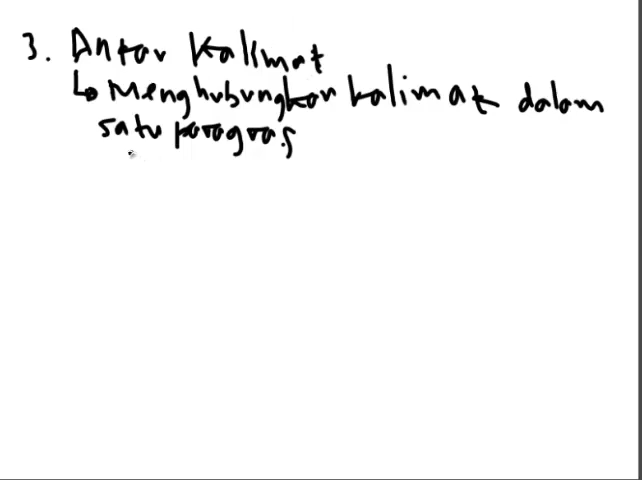 3. Antar Kalimat
↳ Menghubungkan kalimat dalam
satu paragraf